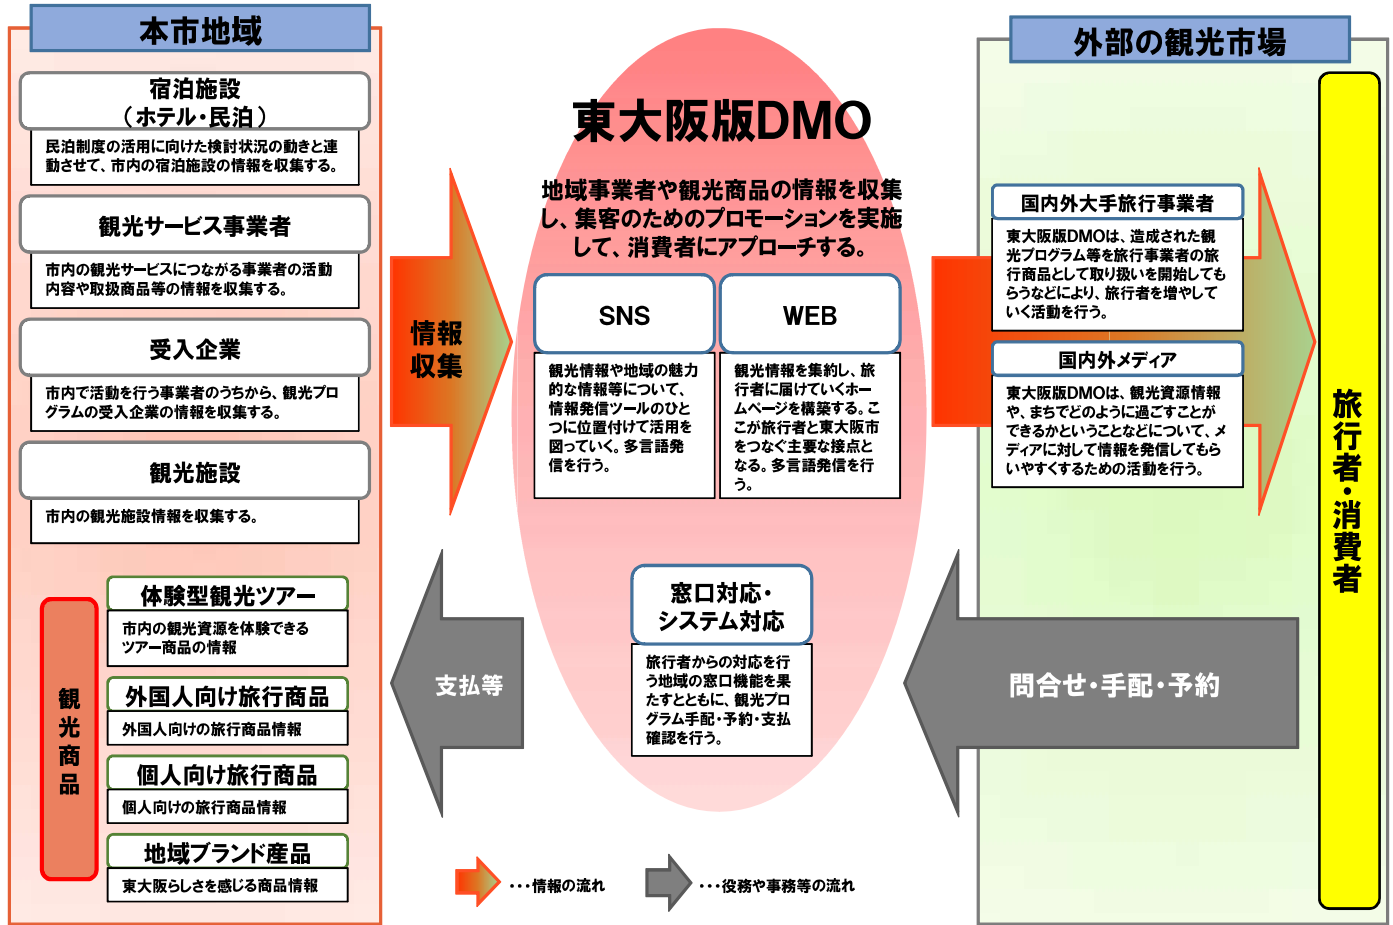 本市地域
宿泊施設
（ホテル・民泊）
民泊制度の活用に向けた検討状況の動きと連
動させて、市内の宿泊施設の情報を収集する。
観光サービス事業者
市内の観光サービスにつながる事業者の活動
内容や取扱商品等の情報を収集する。
受入企業
市内で活動を行う事業者のうちから、観光プロ
グラムの受入企業の情報を収集する。
観光施設
市内の観光施設情報を収集する。
観光商品
体験型観光ツアー
市内の観光資源を体験できる
ツアー商品の情報
外国人向け旅行商品
外国人向けの旅行商品情報
個人向け旅行商品
個人向けの旅行商品情報
地域ブランド産品
東大阪らしさを感じる商品情報
情報
収集
支払等
東大阪版DMO
地域事業者や観光商品の情報を収集
し、集客のためのプロモーションを実施
して、消費者にアプローチする。
SNS
観光情報や地域の魅力
的な情報等について、
情報発信ツールのひと
つに位置付けて活用を
図っていく。多言語発
信を行う。
WEB
観光情報を集約し、旅
行者に届けていくホー
ムページを構築する。こ
こが旅行者と東大阪市
をつなぐ主要な接点と
なる。多言語発信を行
う。
窓口対応・
システム対応
旅行者からの対応を行
う地域の窓口機能を果
たすとともに、観光プロ
グラム手配・予約・支払
確認を行う。
・・・情報の流れ
・・・役務や事務等の流れ
外部の観光市場
国内外大手旅行事業者
東大阪版DMOは、造成された観
光プログラム等を旅行事業者の旅
行商品として取り扱いを開始しても
らうなどにより、旅行者を増やして
いく活動を行う。
国内外メディア
東大阪版DMOは、観光資源情報
や、まちでどのように過ごすことが
できるかということなどについて、メ
ディアに対して情報を発信してもら
いやすくするための活動を行う。
問合せ・手配・予約
旅行者・消費者